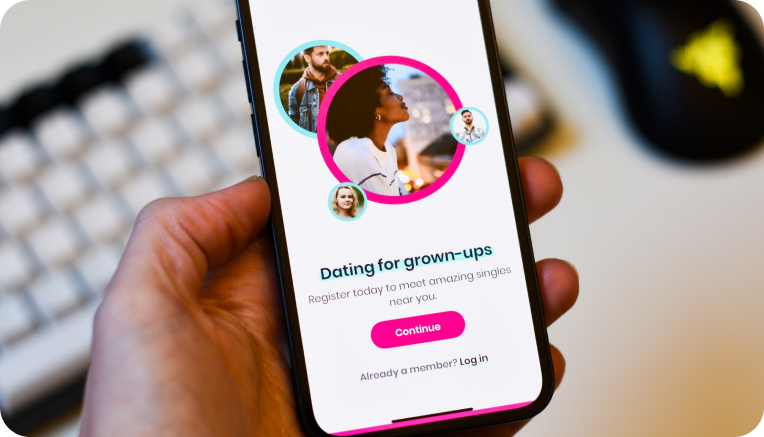 Dating for grown-ups
Register today to meet amazing singles
near you.
Continue
Already a member? Log in